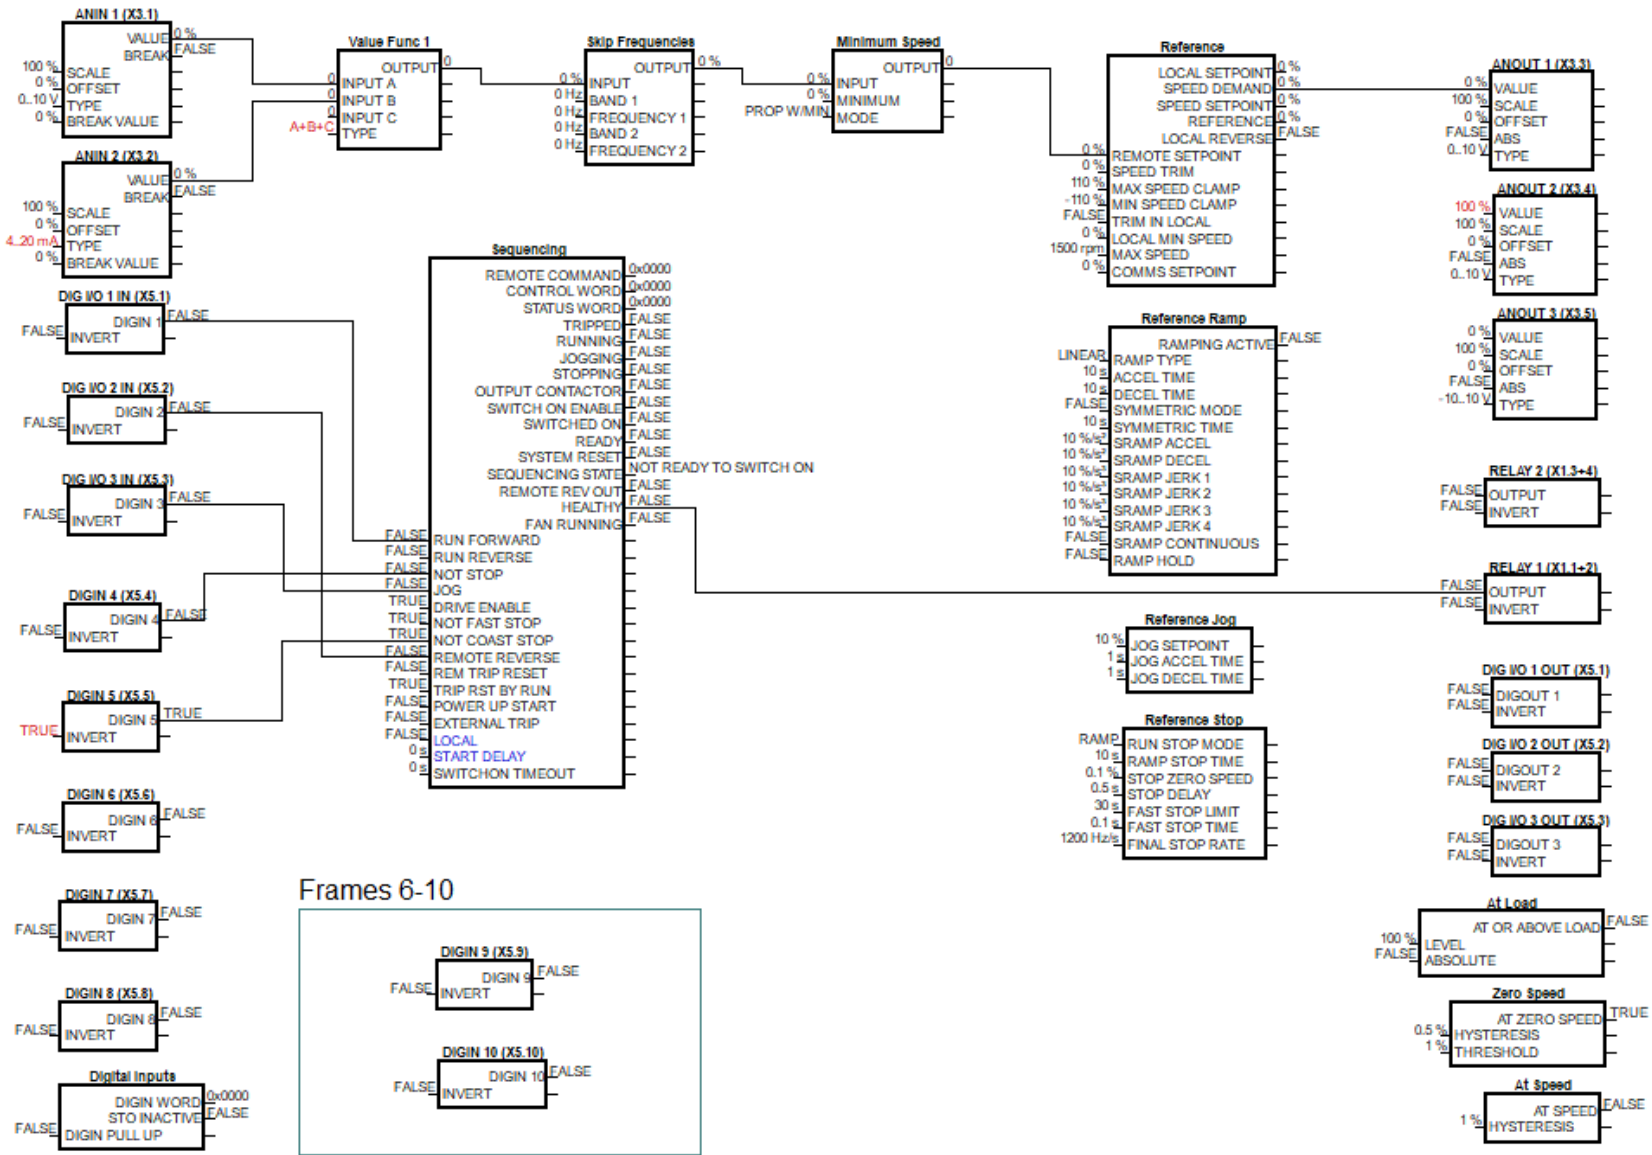 ANIN 1 (X3.1)
VALUE 0 %
BREAK FALSE
100 % SCALE
0 % OFFSET
0..10 V TYPE
0 % BREAK VALUE
ANIN 2 (X3.2)
VALUE 0 %
BREAK FALSE
100 % SCALE
0 % OFFSET
4..20 mA TYPE
0 % BREAK VALUE
DIG I/O 1 IN (X5.1)
DIGIN 1 FALSE
FALSE INVERT
DIG I/O 2 IN (X5.2)
DIGIN 2 FALSE
FALSE INVERT
DIG I/O 3 IN (X5.3)
DIGIN 3 FALSE
FALSE INVERT
DIGIN 4 (X5.4)
DIGIN 4 FALSE
FALSE INVERT
DIGIN 5 (X5.5)
DIGIN 5 TRUE
TRUE INVERT
DIGIN 6 (X5.6)
DIGIN 6 FALSE
FALSE INVERT
DIGIN 7 (X5.7)
DIGIN 7 FALSE
FALSE INVERT
DIGIN 8 (X5.8)
DIGIN 8 FALSE
FALSE INVERT
Digital Inputs
DIGIN WORD 0x0000
STO INACTIVE FALSE
FALSE DIGIN PULL UP
Value Func 1
OUTPUT 0
0 INPUT A
0 INPUT B
0 INPUT C
A+B+C TYPE
Skip Frequencies
OUTPUT 0 %
0 % INPUT
0 Hz BAND 1
0 Hz FREQUENCY 1
0 Hz BAND 2
0 Hz FREQUENCY 2
Minimum Speed
OUTPUT 0
0 % INPUT
0 % MINIMUM
PROP W/MIN MODE
Sequencing
REMOTE COMMAND 0x0000
CONTROL WORD 0x0000
STATUS WORD 0x0000
TRIPPED FALSE
RUNNING FALSE
JOGGING FALSE
STOPPING FALSE
OUTPUT CONTACTOR FALSE
SWITCH ON ENABLE FALSE
SWITCHED ON FALSE
READY FALSE
SYSTEM RESET FALSE
SEQUENCING STATE NOT READY TO SWITCH ON
REMOTE REV OUT FALSE
HEALTHY FALSE
FAN RUNNING FALSE
FALSE RUN FORWARD
FALSE RUN REVERSE
FALSE NOT STOP
FALSE JOG
TRUE DRIVE ENABLE
TRUE NOT FAST STOP
TRUE NOT COAST STOP
FALSE REMOTE REVERSE
FALSE REM TRIP RESET
TRUE TRIP RST BY RUN
FALSE POWER UP START
FALSE EXTERNAL TRIP
FALSE LOCAL
0 s START DELAY
0 s SWITCHON TIMEOUT
Frames 6-10
DIGIN 9 (X5.9)
DIGIN 9 FALSE
FALSE INVERT
DIGIN 10 (X5.10)
DIGIN 10 FALSE
FALSE INVERT
Reference
LOCAL SETPOINT 0 %
SPEED DEMAND 0 %
SPEED SETPOINT 0 %
REFERENCE 0 %
LOCAL REVERSE FALSE
0 % REMOTE SETPOINT
0 % SPEED TRIM
110 % MAX SPEED CLAMP
-110 % MIN SPEED CLAMP
FALSE TRIM IN LOCAL
0 % LOCAL MIN SPEED
1500 rpm MAX SPEED
0 % COMMS SETPOINT
Reference Ramp
RAMPING ACTIVE FALSE
LINEAR RAMP TYPE
10 s ACCEL TIME
10 s DECEL TIME
FALSE SYMMETRIC MODE
10 s SYMMETRIC TIME
10 %/s² SRAMP ACCEL
10 %/s² SRAMP DECEL
10 %/s³ SRAMP JERK 1
10 %/s³ SRAMP JERK 2
10 %/s³ SRAMP JERK 3
10 %/s³ SRAMP JERK 4
FALSE SRAMP CONTINUOUS
FALSE RAMP HOLD
Reference Jog
10 % JOG SETPOINT
1 s JOG ACCEL TIME
1 s JOG DECEL TIME
Reference Stop
RAMP RUN STOP MODE
10 s RAMP STOP TIME
0.1 % STOP ZERO SPEED
0.5 s STOP DELAY
30 s FAST STOP LIMIT
0.1 s FAST STOP TIME
1200 Hz/s FINAL STOP RATE
ANOUT 1 (X3.3)
0 % VALUE
100 % SCALE
0 % OFFSET
FALSE ABS
0..10 V TYPE
ANOUT 2 (X3.4)
100 % VALUE
100 % SCALE
0 % OFFSET
FALSE ABS
0..10 V TYPE
ANOUT 3 (X3.5)
0 % VALUE
100 % SCALE
0 % OFFSET
FALSE ABS
-10..10 V TYPE
RELAY 2 (X1.3+4)
FALSE OUTPUT
FALSE INVERT
RELAY 1 (X1.1+2)
FALSE OUTPUT
FALSE INVERT
DIG I/O 1 OUT (X5.1)
FALSE DIGOUT 1
FALSE INVERT
DIG I/O 2 OUT (X5.2)
FALSE DIGOUT 2
FALSE INVERT
DIG I/O 3 OUT (X5.3)
FALSE DIGOUT 3
FALSE INVERT
At Load
AT OR ABOVE LOAD FALSE
100 % LEVEL
FALSE ABSOLUTE
Zero Speed
AT ZERO SPEED TRUE
0.5 % HYSTERESIS
1 % THRESHOLD
At Speed
AT SPEED FALSE
1 % HYSTERESIS